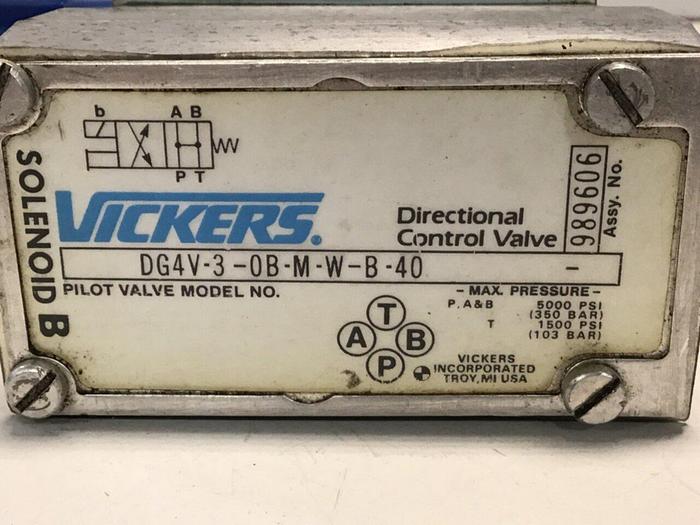 b
A B
P T
SOLENOID B
VICKERS.
Directional
Control Valve
989606
Assy. No.
DG4V-3-0B-M-W-B-40 -
PILOT VALVE MODEL NO.
- MAX. PRESSURE -
P, A&B 5000 PSI
(350 BAR)
T 1500 PSI
(103 BAR)
T
A B
P
VICKERS
INCORPORATED
TROY, MI USA